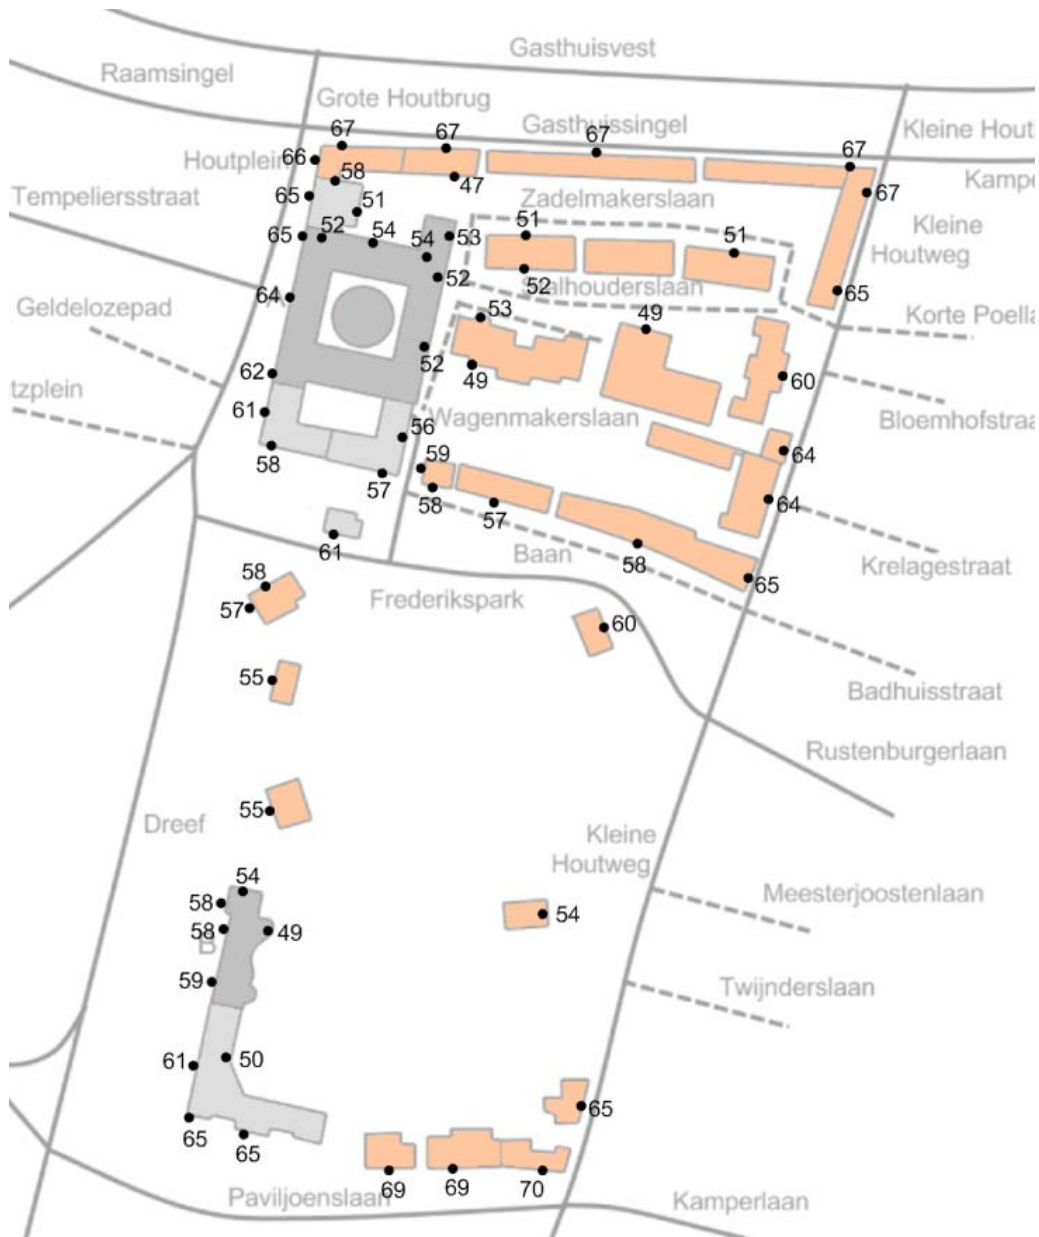 Gasthuisvest
Raamsingel
Grote Houtbrug
Kleine Hout
67
67
Gasthuissingel
67
67
Houtplein
66
Kampe
58
47
67
Tempeliersstraat
65
51
Zadelmakerslaan
Kleine
Houtweg
65
52
54
54
53
51
51
52
52
Stalhouderslaan
65
Geldelozepad
64
A
Korte Poella
53
49
62
52
49
60
tzplein
61
56
Wagenmakerslaan
Bloemhofstraa
58
57
59
58
57
64
64
61
Baan
58
Krelagestraat
58
57
Frederikspark
65
60
55
Badhuisstraat
Rustenburgerlaan
55
Dreef
Kleine
Houtweg
54
58
58
49
B
54
Meesterjoostenlaan
59
Twijnderslaan
61
50
65
65
65
69
69
70
Paviljoenslaan
Kamperlaan